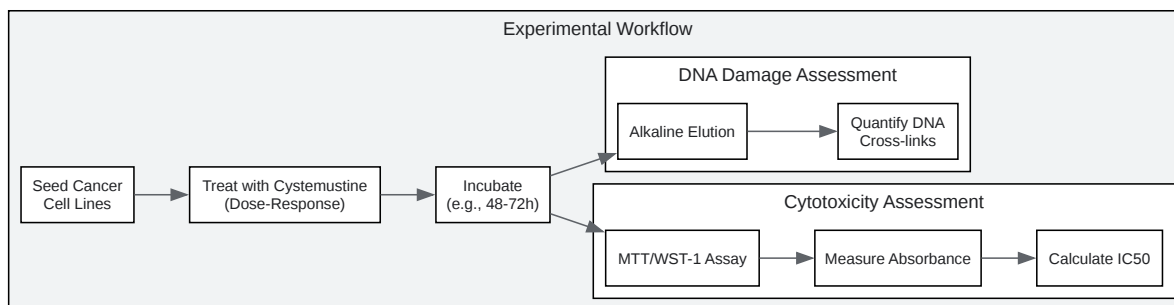 Experimental Workflow
DNA Damage Assessment
Alkaline Elution
Quantify DNA
Cross-links
Seed Cancer
Cell Lines
Treat with Cystemustine
(Dose-Response)
Incubate
(e.g., 48-72h)
Cytotoxicity Assessment
MTT/WST-1 Assay
Measure Absorbance
Calculate IC50